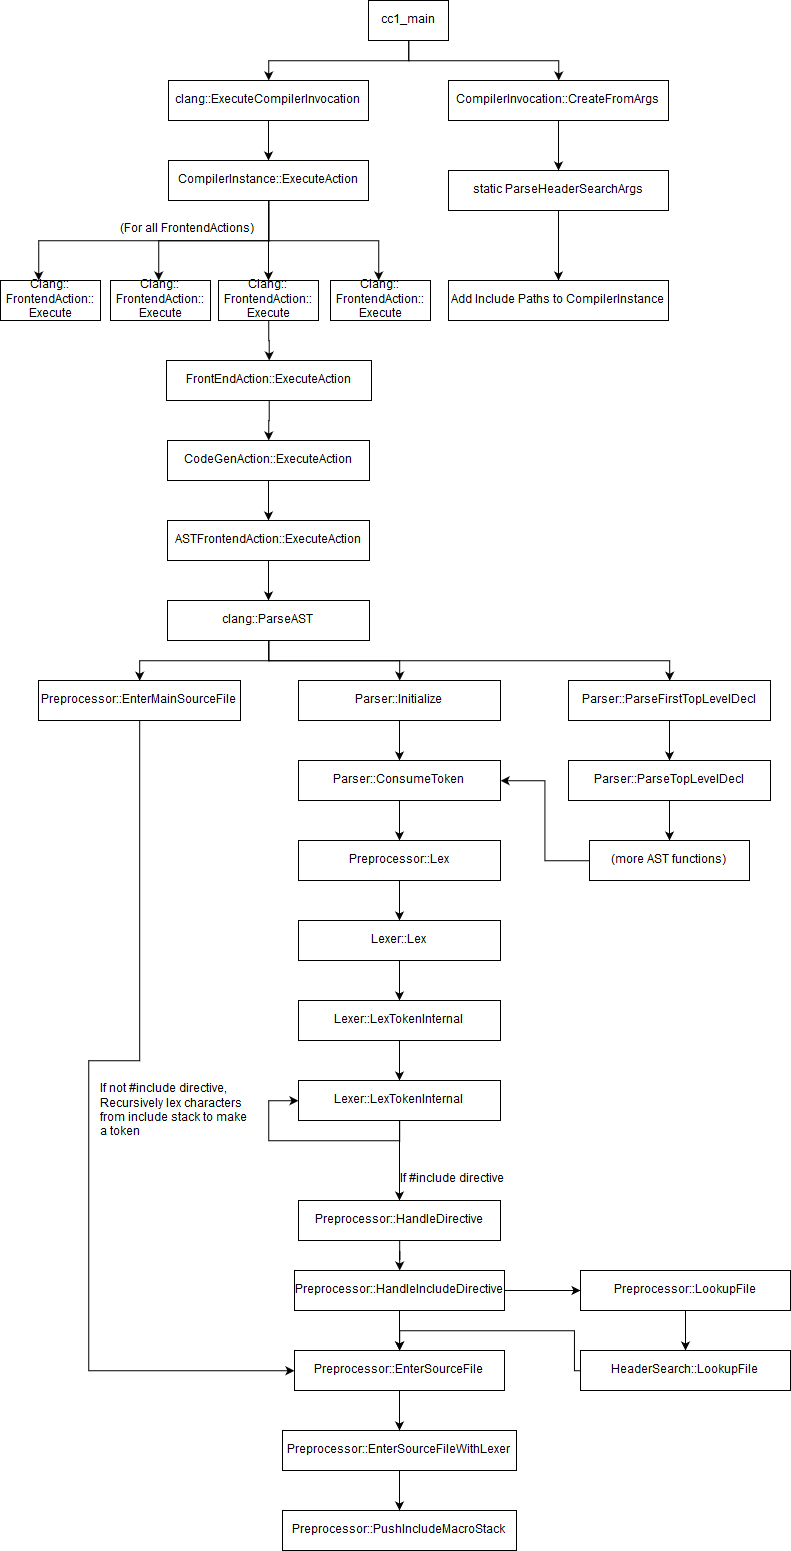 cc1_main
clang::ExecuteCompilerInvocation
CompilerInvocation::CreateFromArgs
CompilerInstance::ExecuteAction
static ParseHeaderSearchArgs
(For all FrontendActions)
Clang::
FrontendAction::
Execute
Clang::
FrontendAction::
Execute
Clang::
FrontendAction::
Execute
Clang::
FrontendAction::
Execute
Add Include Paths to CompilerInstance
FrontEndAction::ExecuteAction
CodeGenAction::ExecuteAction
ASTFrontendAction::ExecuteAction
clang::ParseAST
Preprocessor::EnterMainSourceFile
Parser::Initialize
Parser::ParseFirstTopLevelDecl
Parser::ConsumeToken
Parser::ParseTopLevelDecl
Preprocessor::Lex
(more AST functions)
Lexer::Lex
Lexer::LexTokenInternal
If not #include directive,
Recursively lex characters
from include stack to make
a token
Lexer::LexTokenInternal
If #include directive
Preprocessor::HandleDirective
Preprocessor::HandleIncludeDirective
Preprocessor::LookupFile
Preprocessor::EnterSourceFile
HeaderSearch::LookupFile
Preprocessor::EnterSourceFileWithLexer
Preprocessor::PushIncludeMacroStack